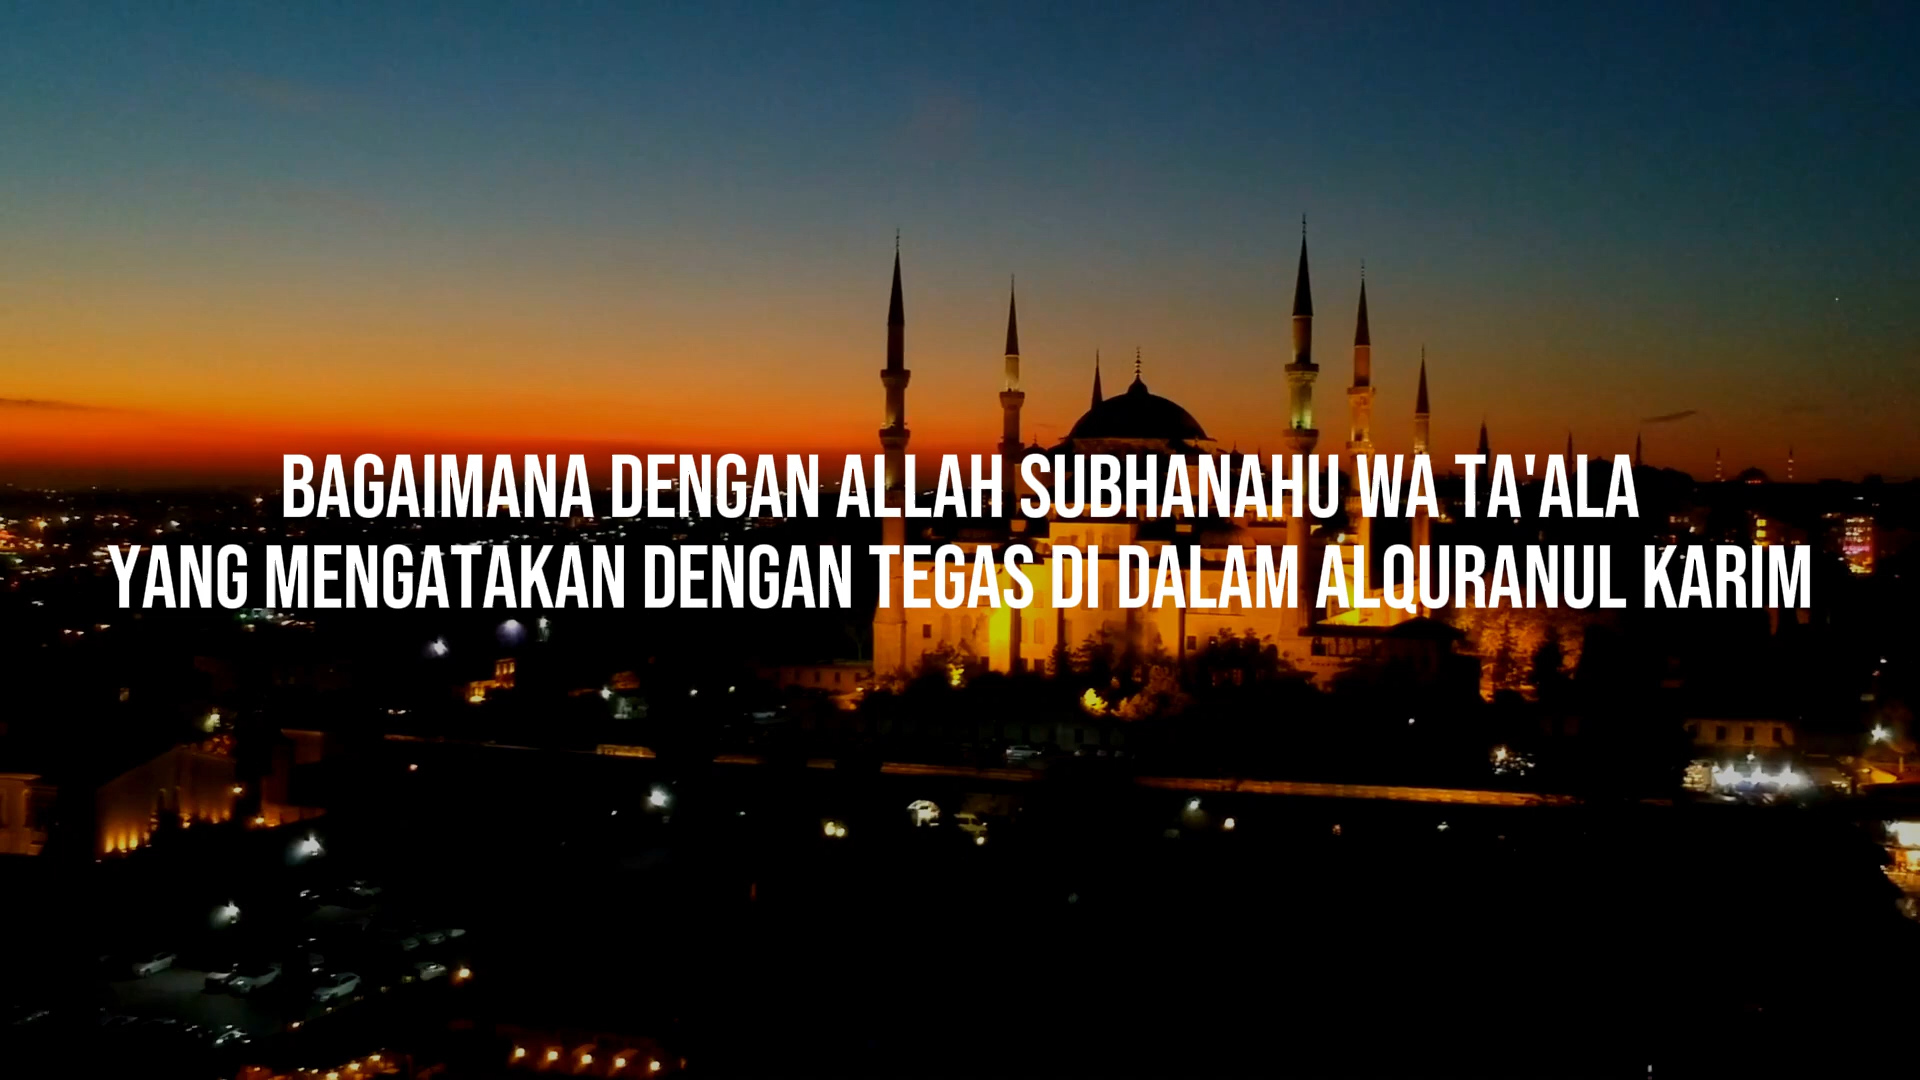 BAGAIMANA DENGAN ALLAH SUBHANAHU WA TA'ALA
YANG MENGATAKAN DENGAN TEGAS DI DALAM ALQURANUL KARIM